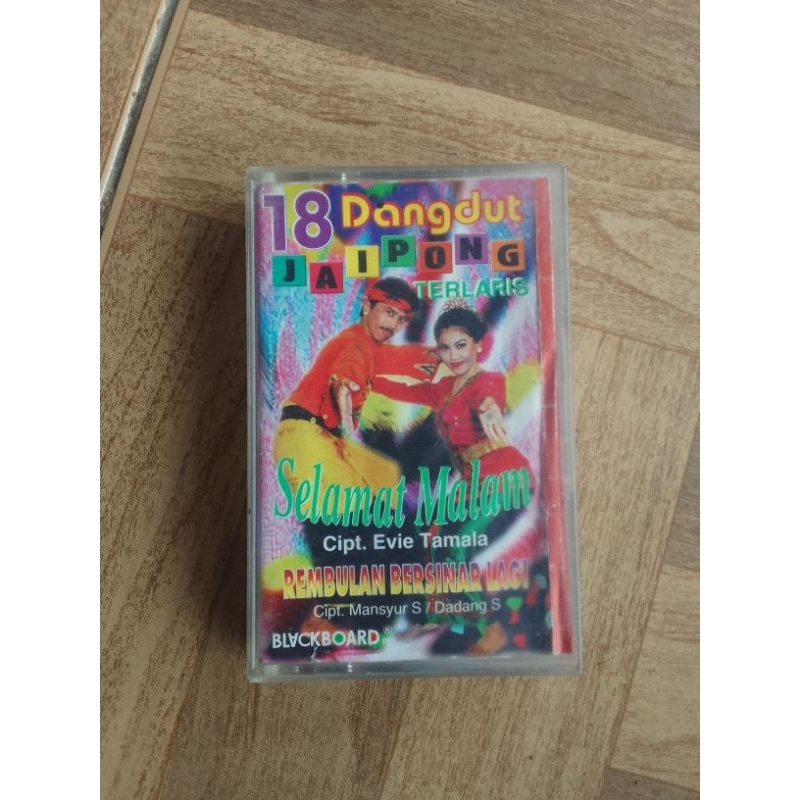 18 Dangdut
JAIPONG
TERLARIS
Selamat Malam
Cipt. Evie Tamala
REMBULAN BERSINAR LAGI
Cipt. Mansyur S / Dadang S
BLACKBOARD